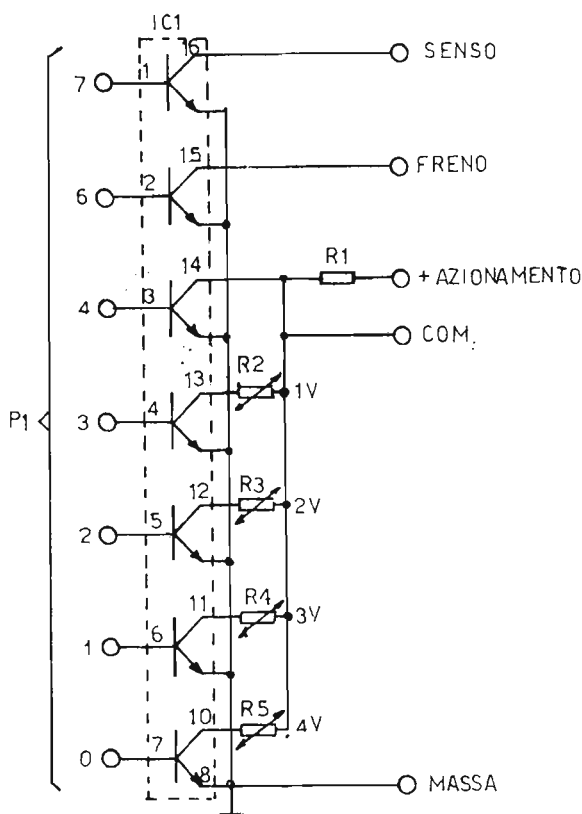 IC1
16 SENSO
7 1
15 FRENO
6 2
14 R1 + AZIONAMENTO
4 3
COM.
13 R2 1V
P1 3 4
12 R3 2V
2 5
11 R4 3V
1 6
10 R5 4V
0 7
8 MASSA